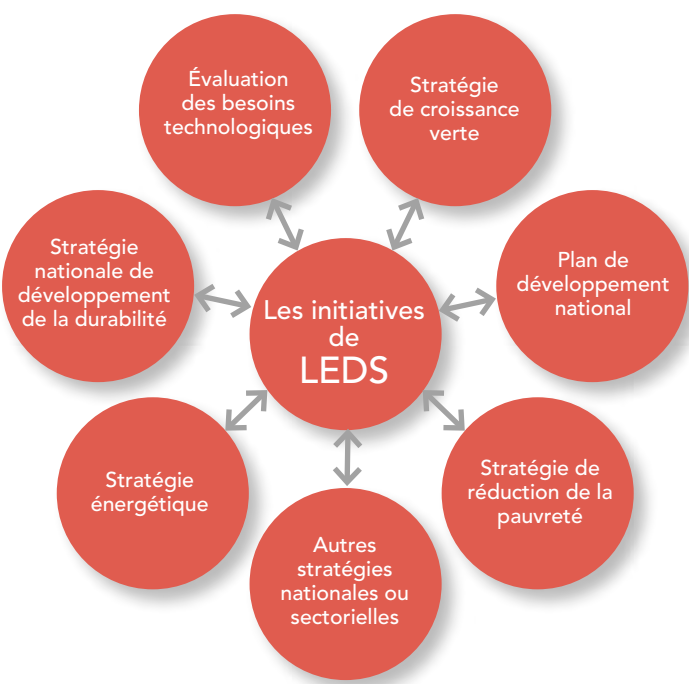 Évaluation
des besoins
technologiques
Stratégie
de croissance
verte
Stratégie
nationale de
développement
de la durabilité
Les initiatives
de
LEDS
Plan de
développement
national
Stratégie
énergétique
Stratégie de
réduction de la
pauvreté
Autres
stratégies
nationales ou
sectorielles